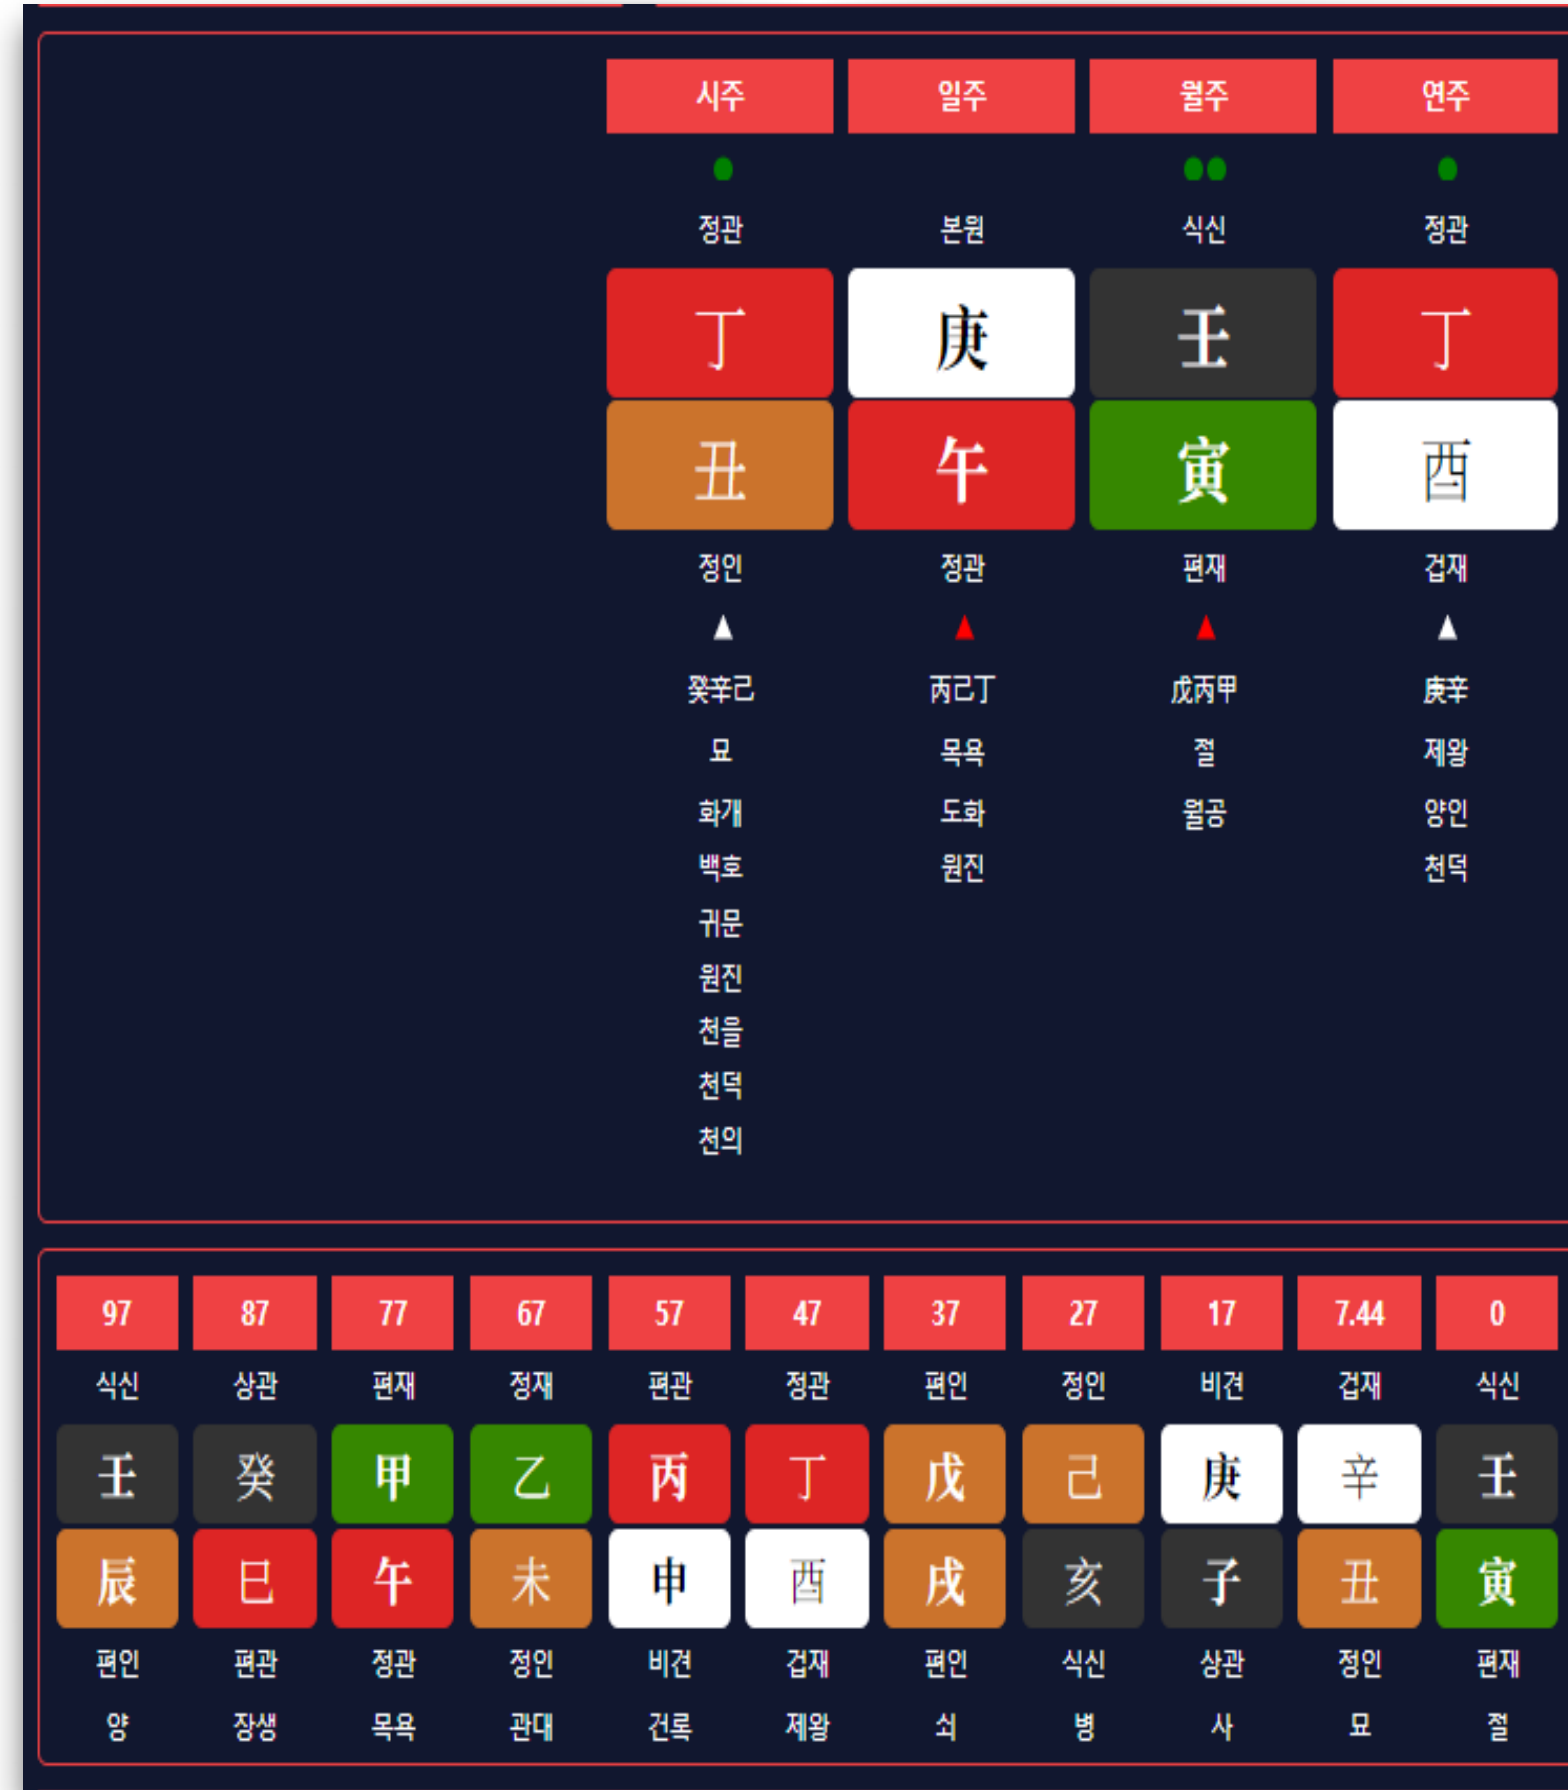 시주 일주 월주 연주
정관 본원 식신 정관
丁 庚 壬 丁
丑 午 寅 酉
정인 정관 편재 겁재
癸辛己 丙己丁 戊丙甲 庚辛
묘 목욕 절 제왕
화개 도화 월공 양인
백호 원진 천덕
귀문
원진
천을
천덕
천의
97 87 77 67 57 47 37 27 17 7.44 0
식신 상관 편재 정재 편관 정관 편인 정인 비견 겁재 식신
壬 癸 甲 乙 丙 丁 戊 己 庚 辛 壬
辰 巳 午 未 申 酉 戌 亥 子 丑 寅
편인 편관 정관 정인 비견 겁재 편인 식신 상관 정인 편재
양 장생 목욕 관대 건록 제왕 쇠 병 사 묘 절